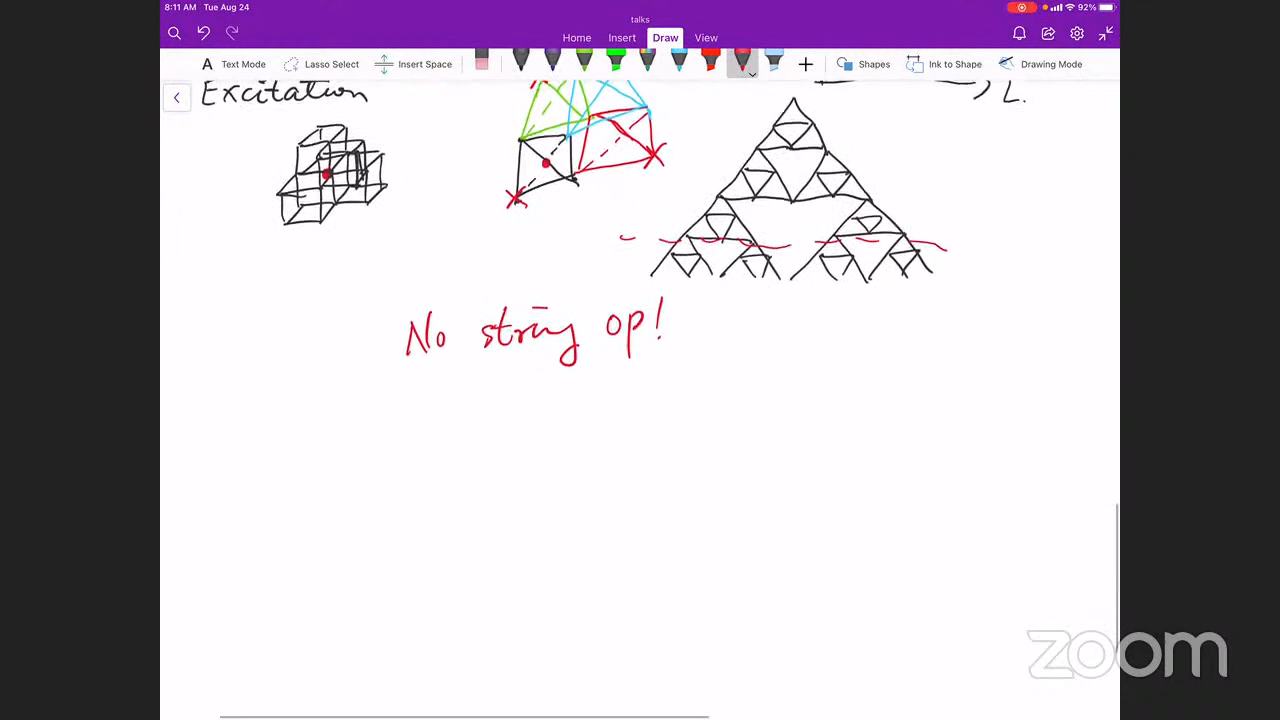 8:11 AM Tue Aug 24
92%
talks
Home Insert Draw View
A Text Mode Lasso Select Insert Space Shapes Ink to Shape Drawing Mode
Excitation
, L.
No string op!
zoom